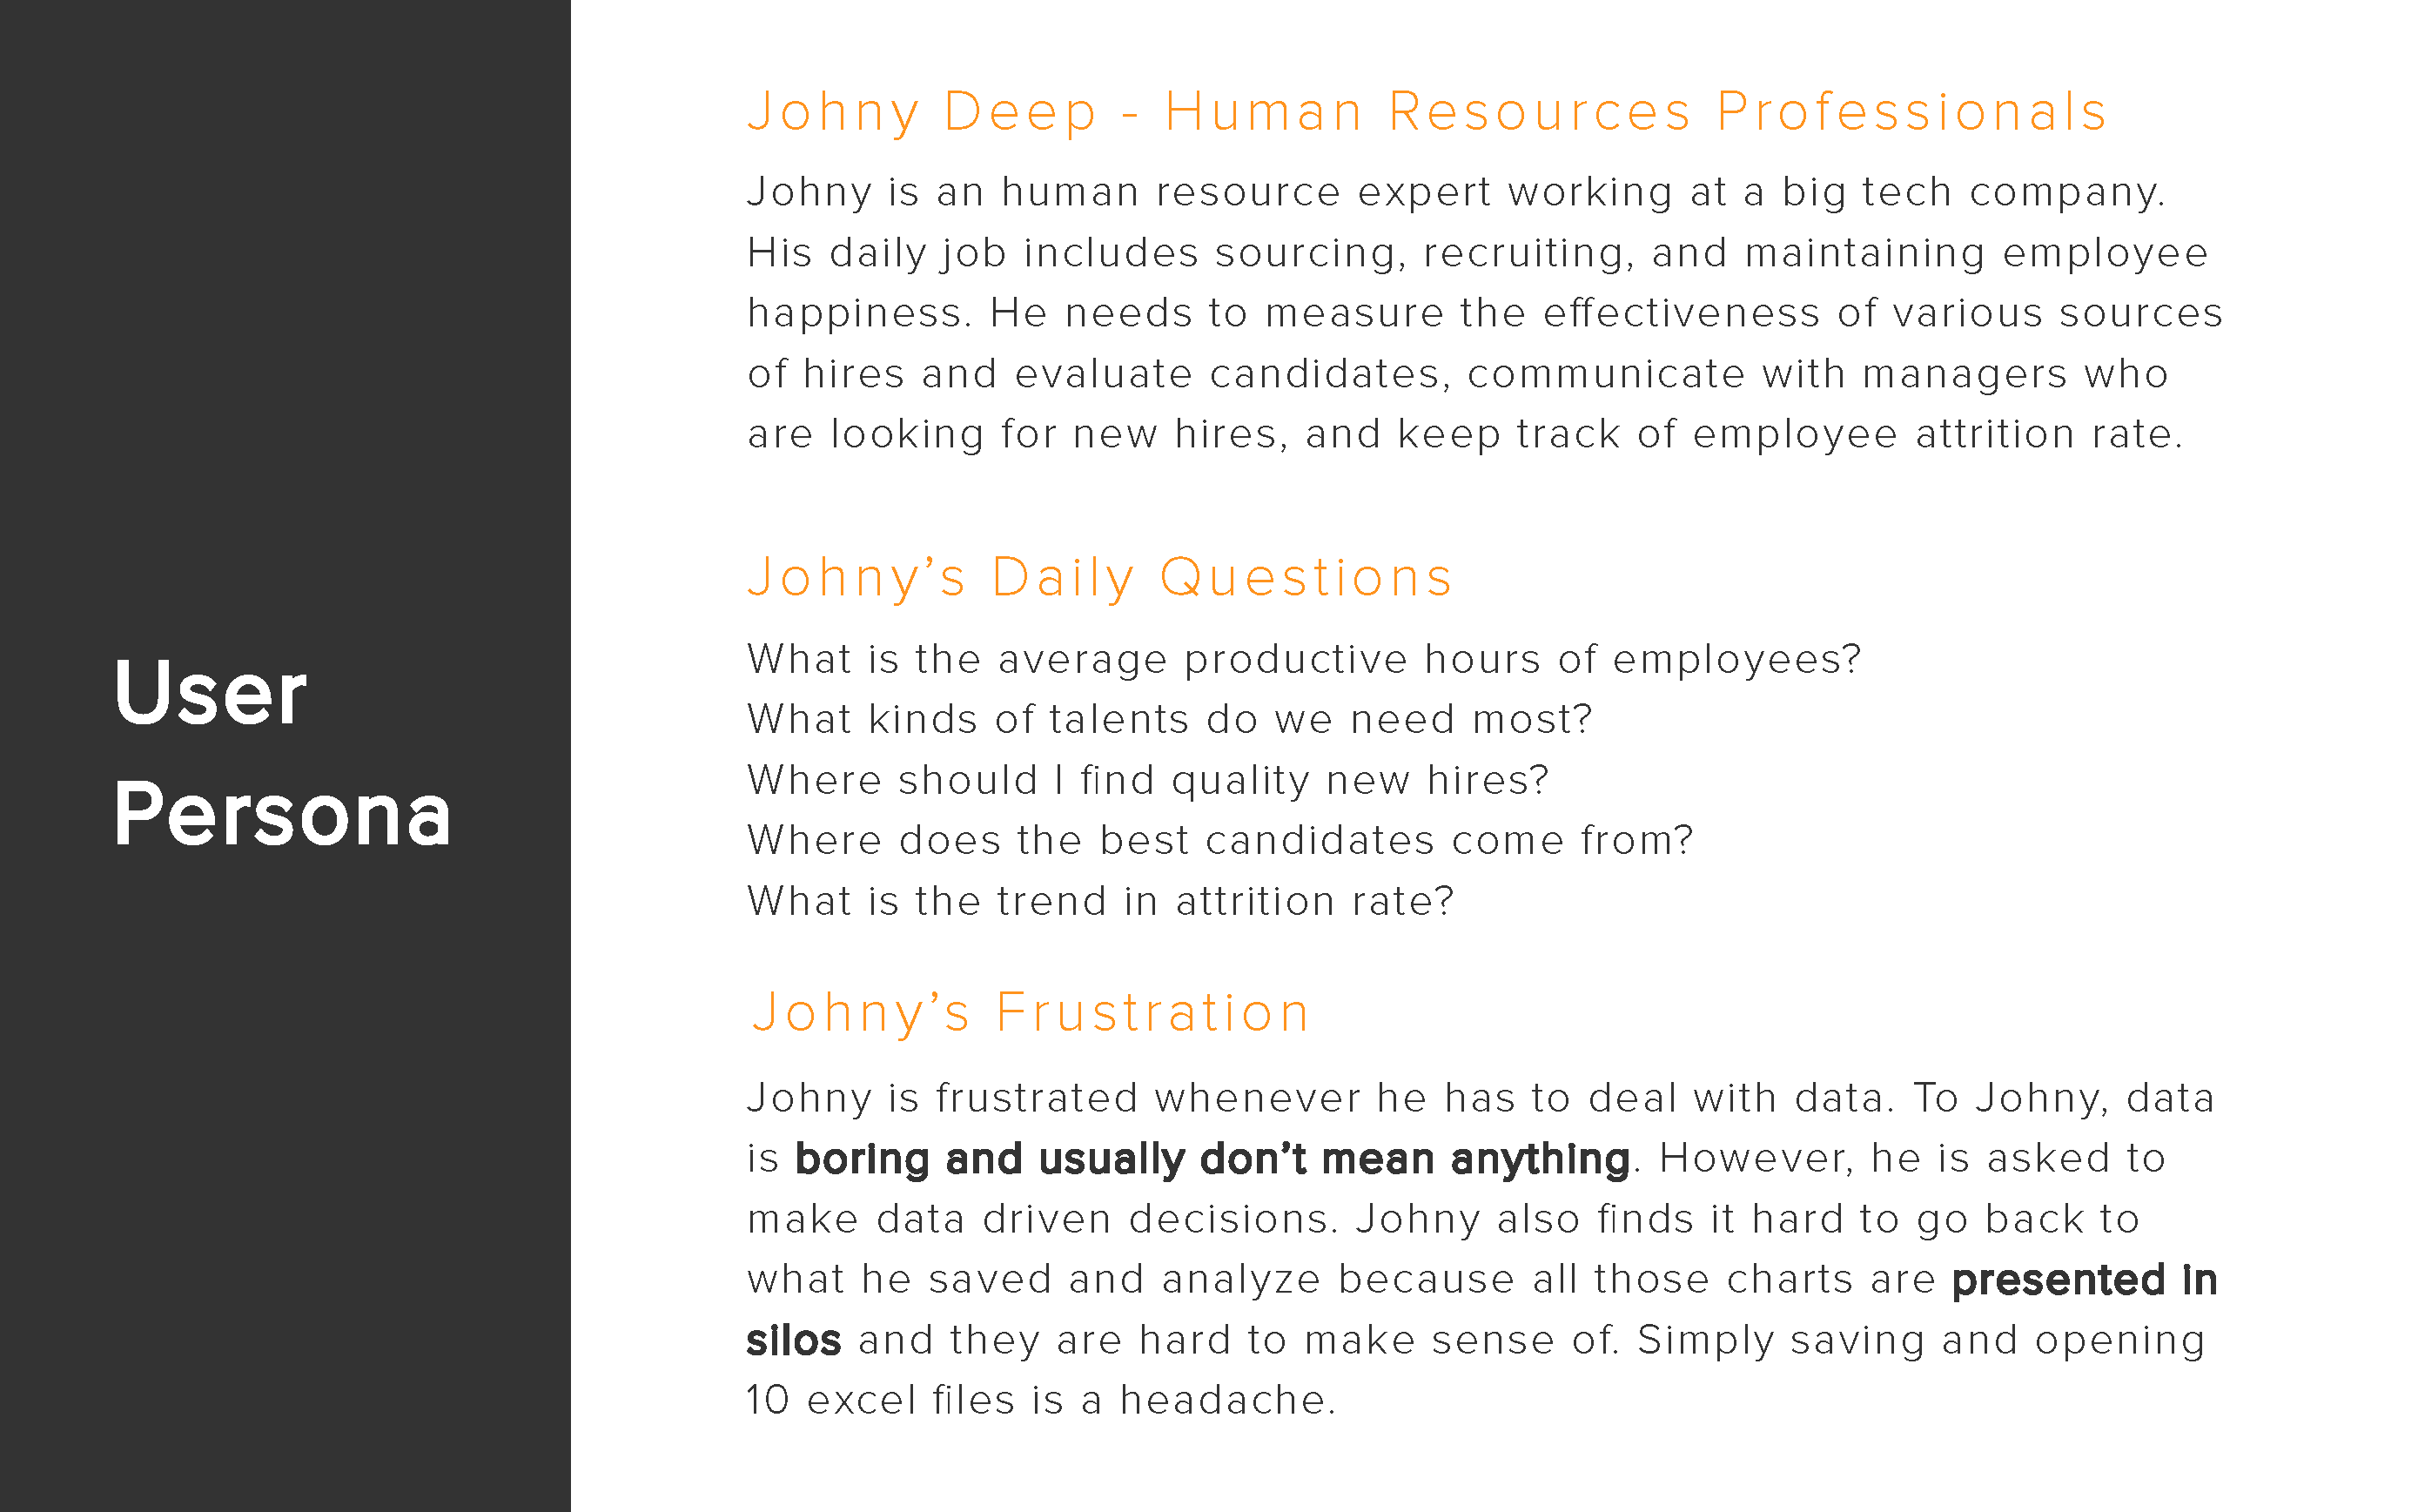 User
Persona
Johny Deep - Human Resources Professionals
Johny is an human resource expert working at a big tech company.
His daily job includes sourcing, recruiting, and maintaining employee
happiness. He needs to measure the effectiveness of various sources
of hires and evaluate candidates, communicate with managers who
are looking for new hires, and keep track of employee attrition rate.
Johny’s Daily Questions
What is the average productive hours of employees?
What kinds of talents do we need most?
Where should I find quality new hires?
Where does the best candidates come from?
What is the trend in attrition rate?
Johny’s Frustration
Johny is frustrated whenever he has to deal with data. To Johny, data
is boring and usually don’t mean anything. However, he is asked to
make data driven decisions. Johny also finds it hard to go back to
what he saved and analyze because all those charts are presented in
silos and they are hard to make sense of. Simply saving and opening
10 excel files is a headache.